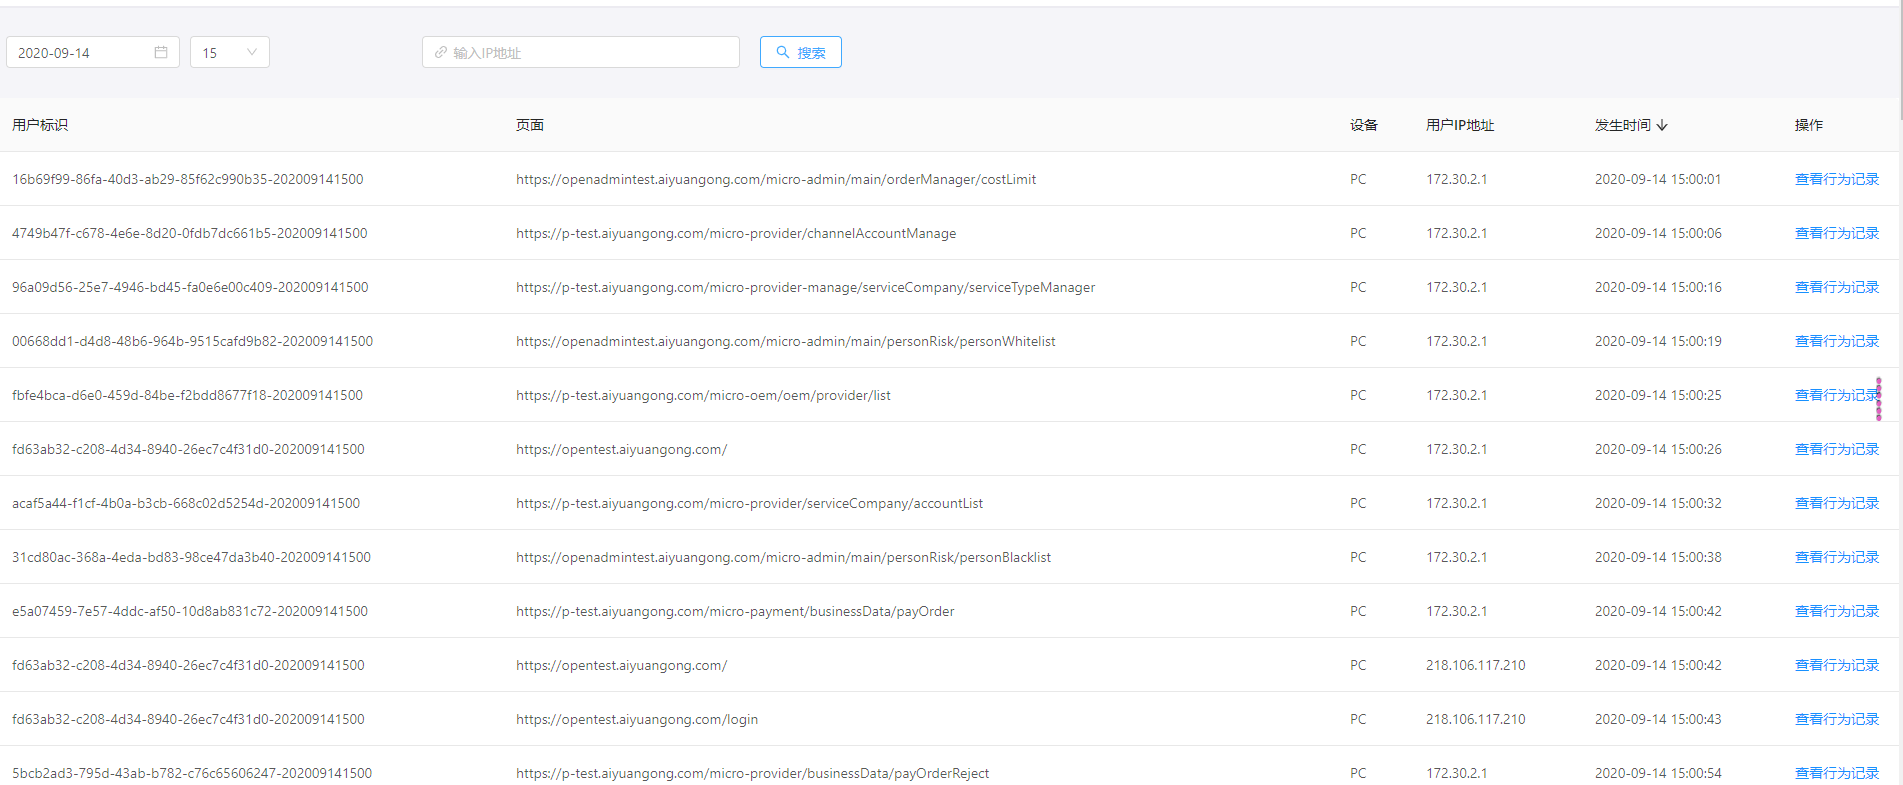 2020-09-14 15 输入IP地址 搜索
用户标识 页面 设备 用户IP地址 发生时间 操作
16b69f99-86fa-40d3-ab29-85f62c990b35-202009141500 https://openadmintest.aiyuangong.com/micro-admin/main/orderManager/costLimit PC 172.30.2.1 2020-09-14 15:00:01 查看行为记录
4749b47f-c678-4e6e-8d20-0fdb7dc661b5-202009141500 https://p-test.aiyuangong.com/micro-provider/channelAccountManage PC 172.30.2.1 2020-09-14 15:00:06 查看行为记录
96a09d56-25e7-4946-bd45-fa0e6e00c409-202009141500 https://p-test.aiyuangong.com/micro-provider-manage/serviceCompany/serviceTypeManager PC 172.30.2.1 2020-09-14 15:00:16 查看行为记录
00668dd1-d4d8-48b6-964b-9515cafd9b82-202009141500 https://openadmintest.aiyuangong.com/micro-admin/main/personRisk/personWhitelist PC 172.30.2.1 2020-09-14 15:00:19 查看行为记录
fbfe4bca-d6e0-459d-84be-f2bdd8677f18-202009141500 https://p-test.aiyuangong.com/micro-oem/oem/provider/list PC 172.30.2.1 2020-09-14 15:00:25 查看行为记录
fd63ab32-c208-4d34-8940-26ec7c4f31d0-202009141500 https://opentest.aiyuangong.com/ PC 172.30.2.1 2020-09-14 15:00:26 查看行为记录
acaf5a44-f1cf-4b0a-b3cb-668c02d5254d-202009141500 https://p-test.aiyuangong.com/micro-provider/serviceCompany/accountList PC 172.30.2.1 2020-09-14 15:00:32 查看行为记录
31cd80ac-368a-4eda-bd83-98ce47da3b40-202009141500 https://openadmintest.aiyuangong.com/micro-admin/main/personRisk/personBlacklist PC 172.30.2.1 2020-09-14 15:00:38 查看行为记录
e5a07459-7e57-4ddc-af50-10d8ab831c72-202009141500 https://p-test.aiyuangong.com/micro-payment/businessData/payOrder PC 172.30.2.1 2020-09-14 15:00:42 查看行为记录
fd63ab32-c208-4d34-8940-26ec7c4f31d0-202009141500 https://opentest.aiyuangong.com/ PC 218.106.117.210 2020-09-14 15:00:42 查看行为记录
fd63ab32-c208-4d34-8940-26ec7c4f31d0-202009141500 https://opentest.aiyuangong.com/login PC 218.106.117.210 2020-09-14 15:00:43 查看行为记录
5bcb2ad3-795d-43ab-b782-c76c65606247-202009141500 https://p-test.aiyuangong.com/micro-provider/businessData/payOrderReject PC 172.30.2.1 2020-09-14 15:00:54 查看行为记录